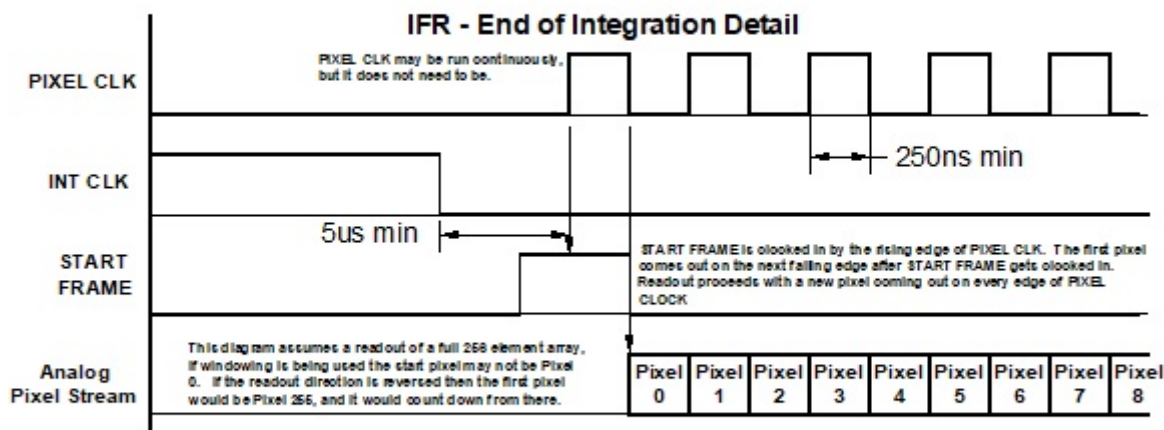 IFR - End of Integration Detail
PIXEL CLK may be run continuously,
but it does not need to be.
PIXEL CLK
250ns min
INT CLK
5us min
START FRAME is clocked in by the rising edge of PIXEL CLK. The first pixel
comes out on the next falling edge after START FRAME gets clocked in.
Readout proceeds with a new pixel coming out on every edge of PIXEL
CLOCK
START
FRAME
This diagram assumes a readout of a full 256 element array,
if windowing is being used the start pixel may not be Pixel
0. If the readout direction is reversed then the first pixel
would be Pixel 255, and it would count down from there.
Analog
Pixel Stream
Pixel Pixel Pixel Pixel Pixel Pixel Pixel Pixel Pixel
0 1 2 3 4 5 6 7 8